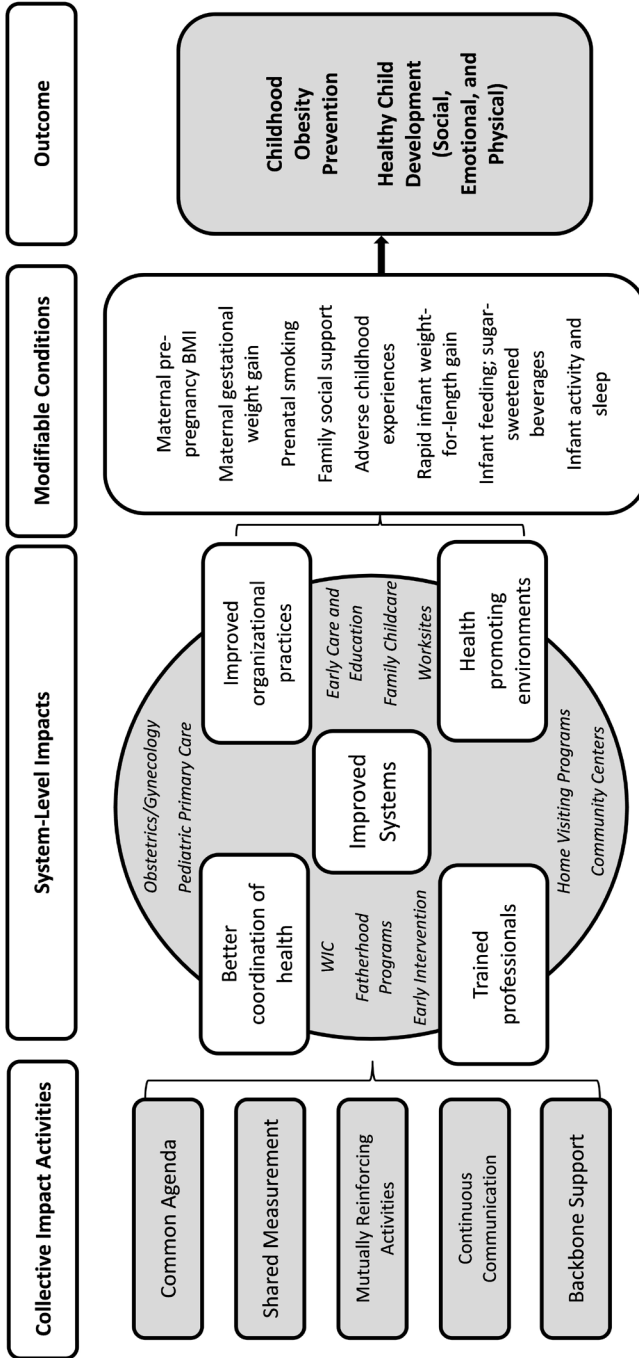 Collective Impact Activities
System-Level Impacts
Modifiable Conditions
Outcome
Common Agenda
Shared Measurement
Mutually Reinforcing
Activities
Continuous
Communication
Backbone Support
Obstetrics/Gynecology
Pediatric Primary Care
Better
coordination of
health
Improved
organizational
practices
WIC
Fatherhood
Programs
Early Intervention
Improved
Systems
Early Care and
Education
Family Childcare
Worksites
Trained
professionals
Health
promoting
environments
Home Visiting Programs
Community Centers
Maternal pre-
pregnancy BMI
Maternal gestational
weight gain
Prenatal smoking
Family social support
Adverse childhood
experiences
Rapid infant weight-
for-length gain
Infant feeding; sugar-
sweetened
beverages
Infant activity and
sleep
Childhood
Obesity
Prevention
Healthy Child
Development
(Social,
Emotional, and
Physical)